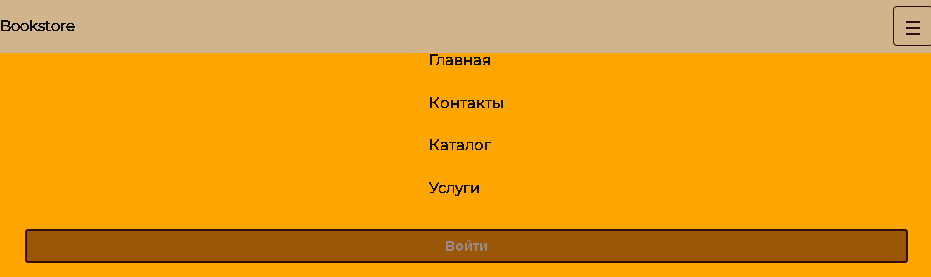 Bookstore
Главная
Контакты
Каталог
Услуги
Войти